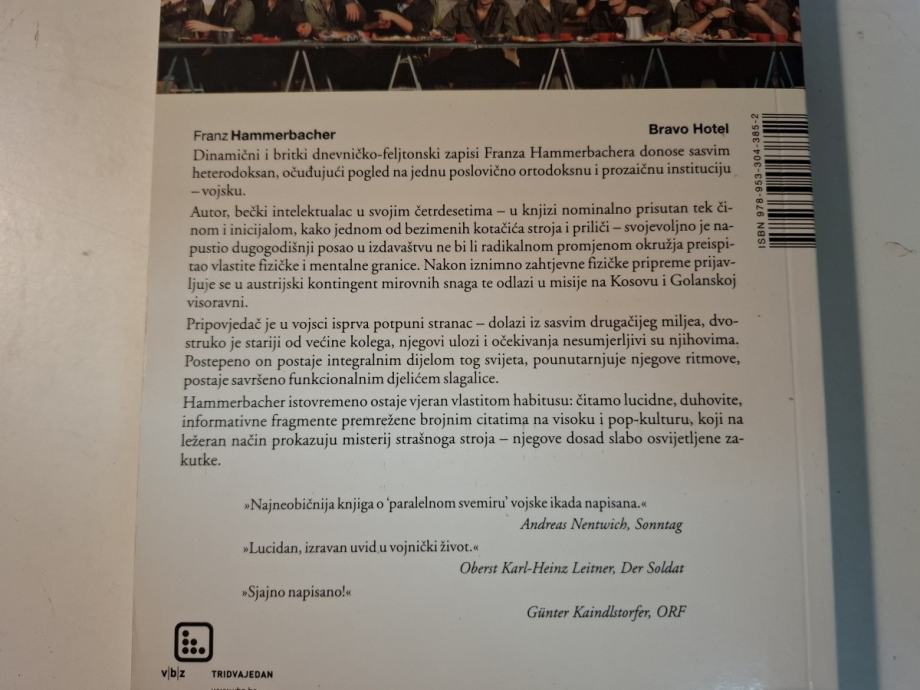 Franz Hammerbacher
Bravo Hotel
Dinamični i britki dnevničko-feljtonski zapisi Franza Hammerbachera donose sasvim
heterodoksan, očuđujući pogled na jednu poslovično ortodoksnu i prozaičnu instituciju
– vojsku.
Autor, bečki intelektualac u svojim četrdesetima – u knjizi nominalno prisutan tek či-
nom i inicijalom, kako jednom od bezimenih kotačića stroja i priliči – svojevoljno je na-
pustio dugogodišnji posao u izdavaštvu ne bi li radikalnom promjenom okružja preispi-
tao vlastite fizičke i mentalne granice. Nakon iznimno zahtjevne fizičke pripreme prijav-
ljuje se u austrijski kontingent mirovnih snaga te odlazi u misije na Kosovu i Golanskoj
visoravni.
Pripovjedač je u vojsci isprva potpuni stranac – dolazi iz sasvim drugačijeg miljea, dvo-
struko je stariji od većine kolega, njegovi ulozi i očekivanja nesumjerljivi su njihovima.
Postepeno on postaje integralnim dijelom tog svijeta, pounutarnjuje njegove ritmove,
postaje savršeno funkcionalnim djelićem slagalice.
Hammerbacher istovremeno ostaje vjeran vlastitom habitusu: čitamo lucidne, duhovite,
informativne fragmente premrežene brojnim citatima na visoku i pop-kulturu, koji na
ležeran način prokazuju misterij strašnoga stroja – njegove dosad slabo osvijetljene za-
kutke.
»Najneobičnija knjiga o ‘paralelnom svemiru’ vojske ikada napisana.«
Andreas Nentwich, Sonntag
»Lucidan, izravan uvid u vojnički život.«
Oberst Karl-Heinz Leitner, Der Soldat
»Sjajno napisano!«
Günter Kaindlstorfer, ORF
v|b|z TRIDVAJEDAN
ISBN 978-953-304-385-2